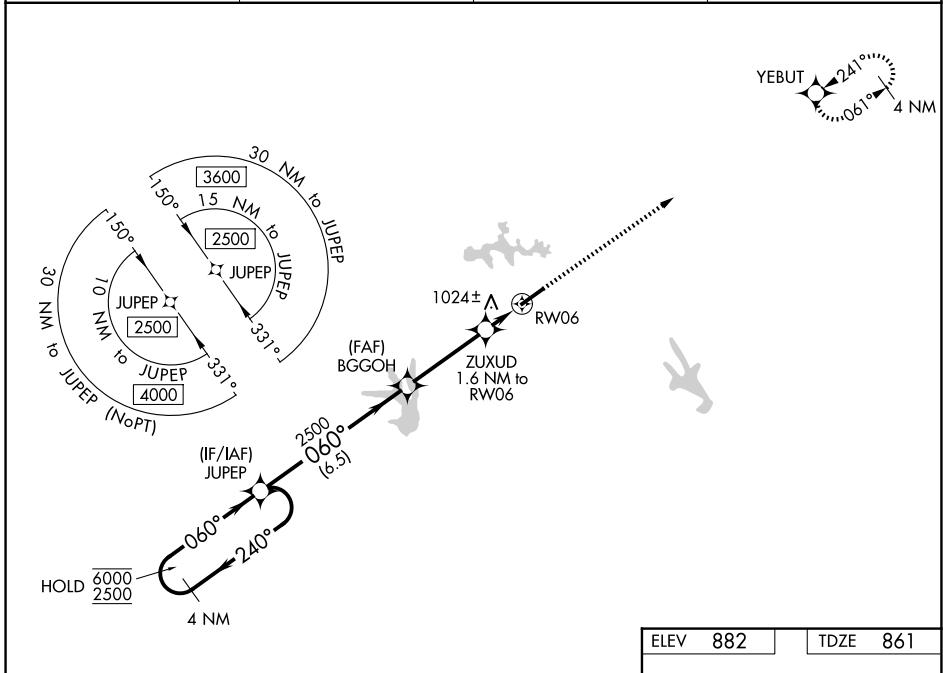 YEBUT
241°
061°
4 NM
30 NM to JUPEP
3600
150°
15 NM to JUPEP
2500
JUPEP
331°
150°
10 NM to JUPEP
JUPEP
2500
331°
4000
30 NM to JUPEP (NoPT)
1024±
RW06
(FAF)
BGGOH
ZUXUD
1.6 NM to
RW06
2500
060°
(6.5)
(IF/IAF)
JUPEP
060°
240°
HOLD 6000
2500
4 NM
ELEV 882 TDZE 861